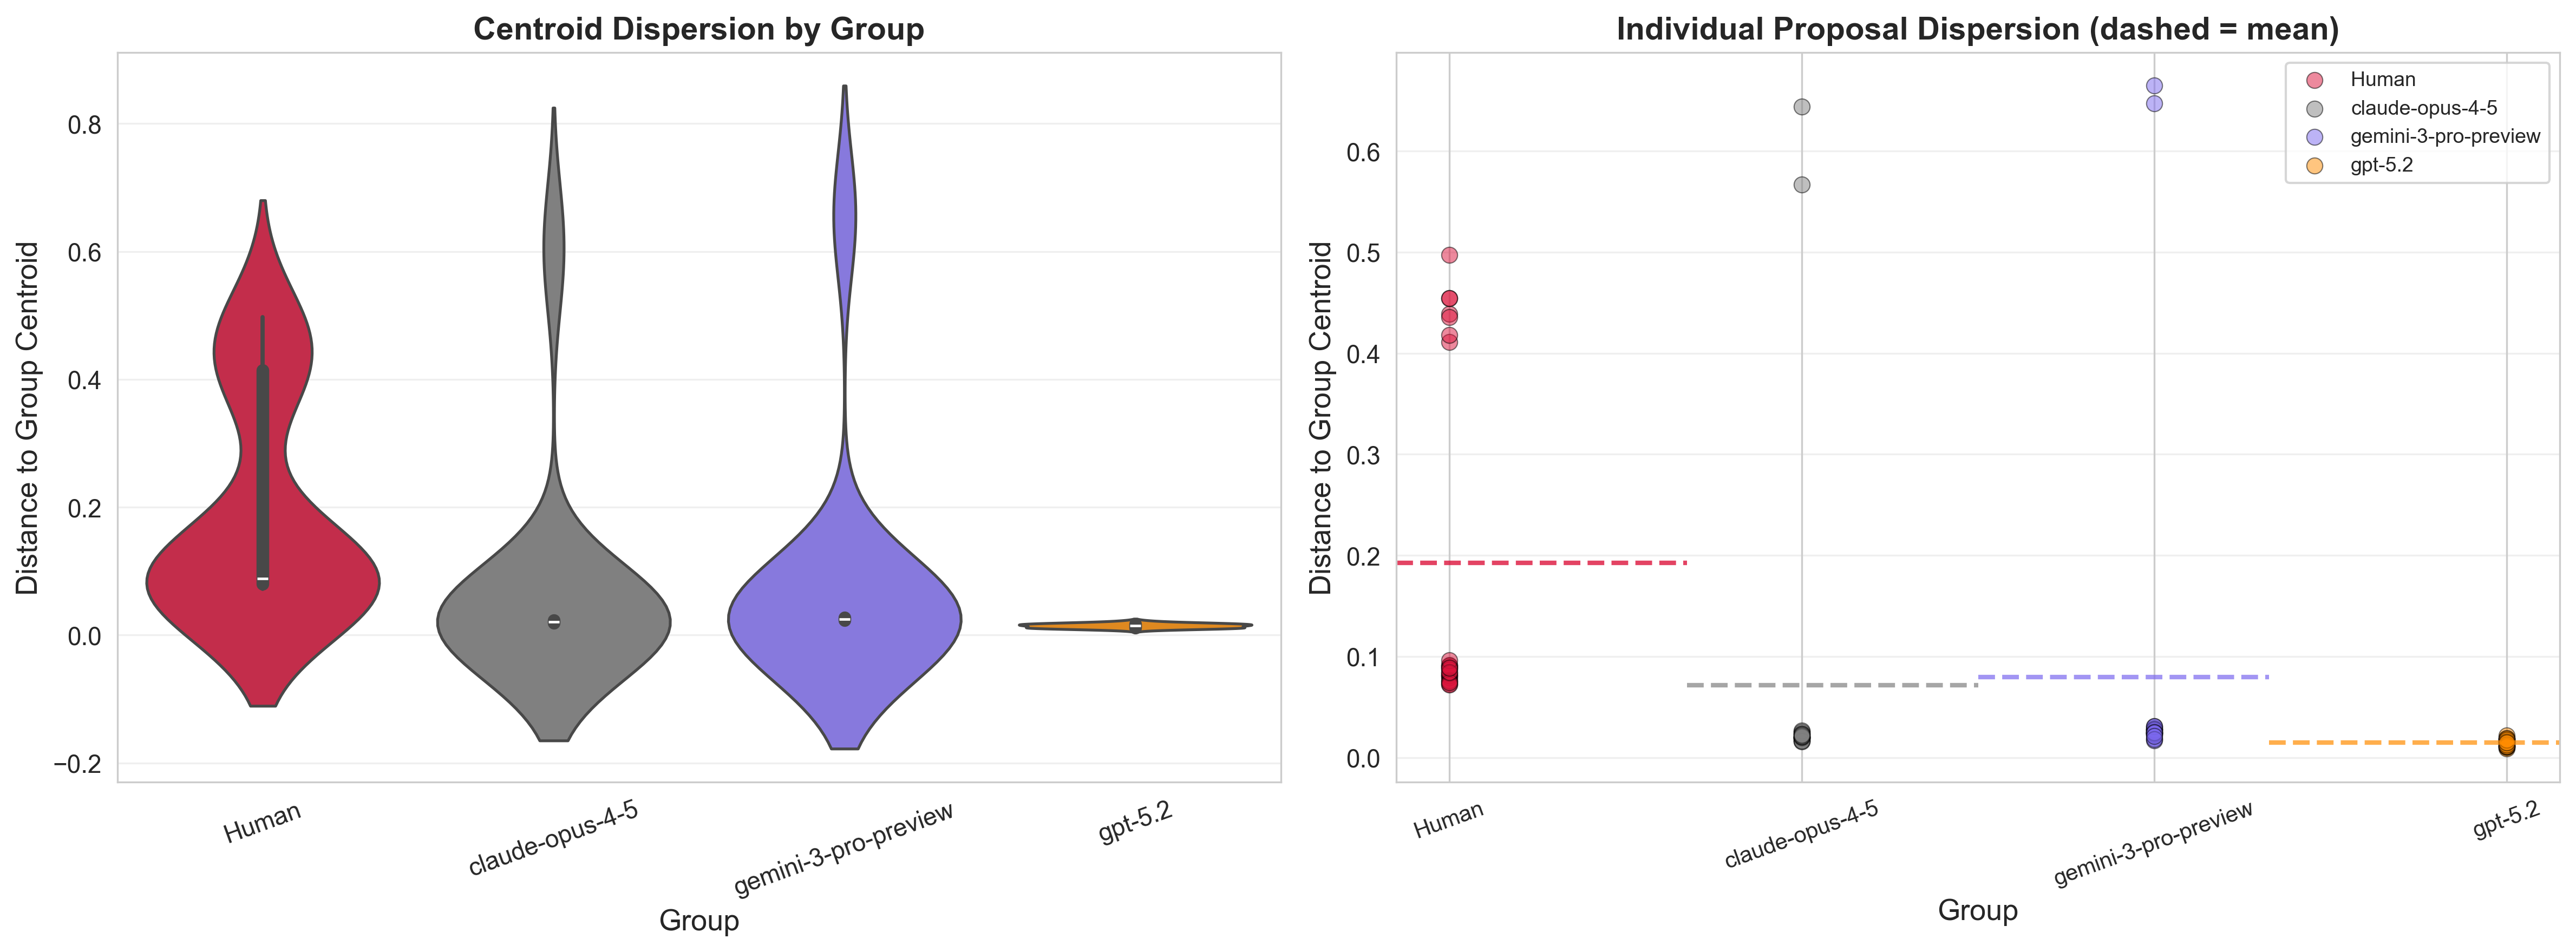 Centroid Dispersion by Group
Distance to Group Centroid
0.8
0.6
0.4
0.2
0.0
−0.2
Human
claude-opus-4-5
gemini-3-pro-preview
gpt-5.2
Group
Individual Proposal Dispersion (dashed = mean)
Distance to Group Centroid
0.6
0.5
0.4
0.3
0.2
0.1
0.0
Human
claude-opus-4-5
gemini-3-pro-preview
gpt-5.2
Human
claude-opus-4-5
gemini-3-pro-preview
gpt-5.2
Group